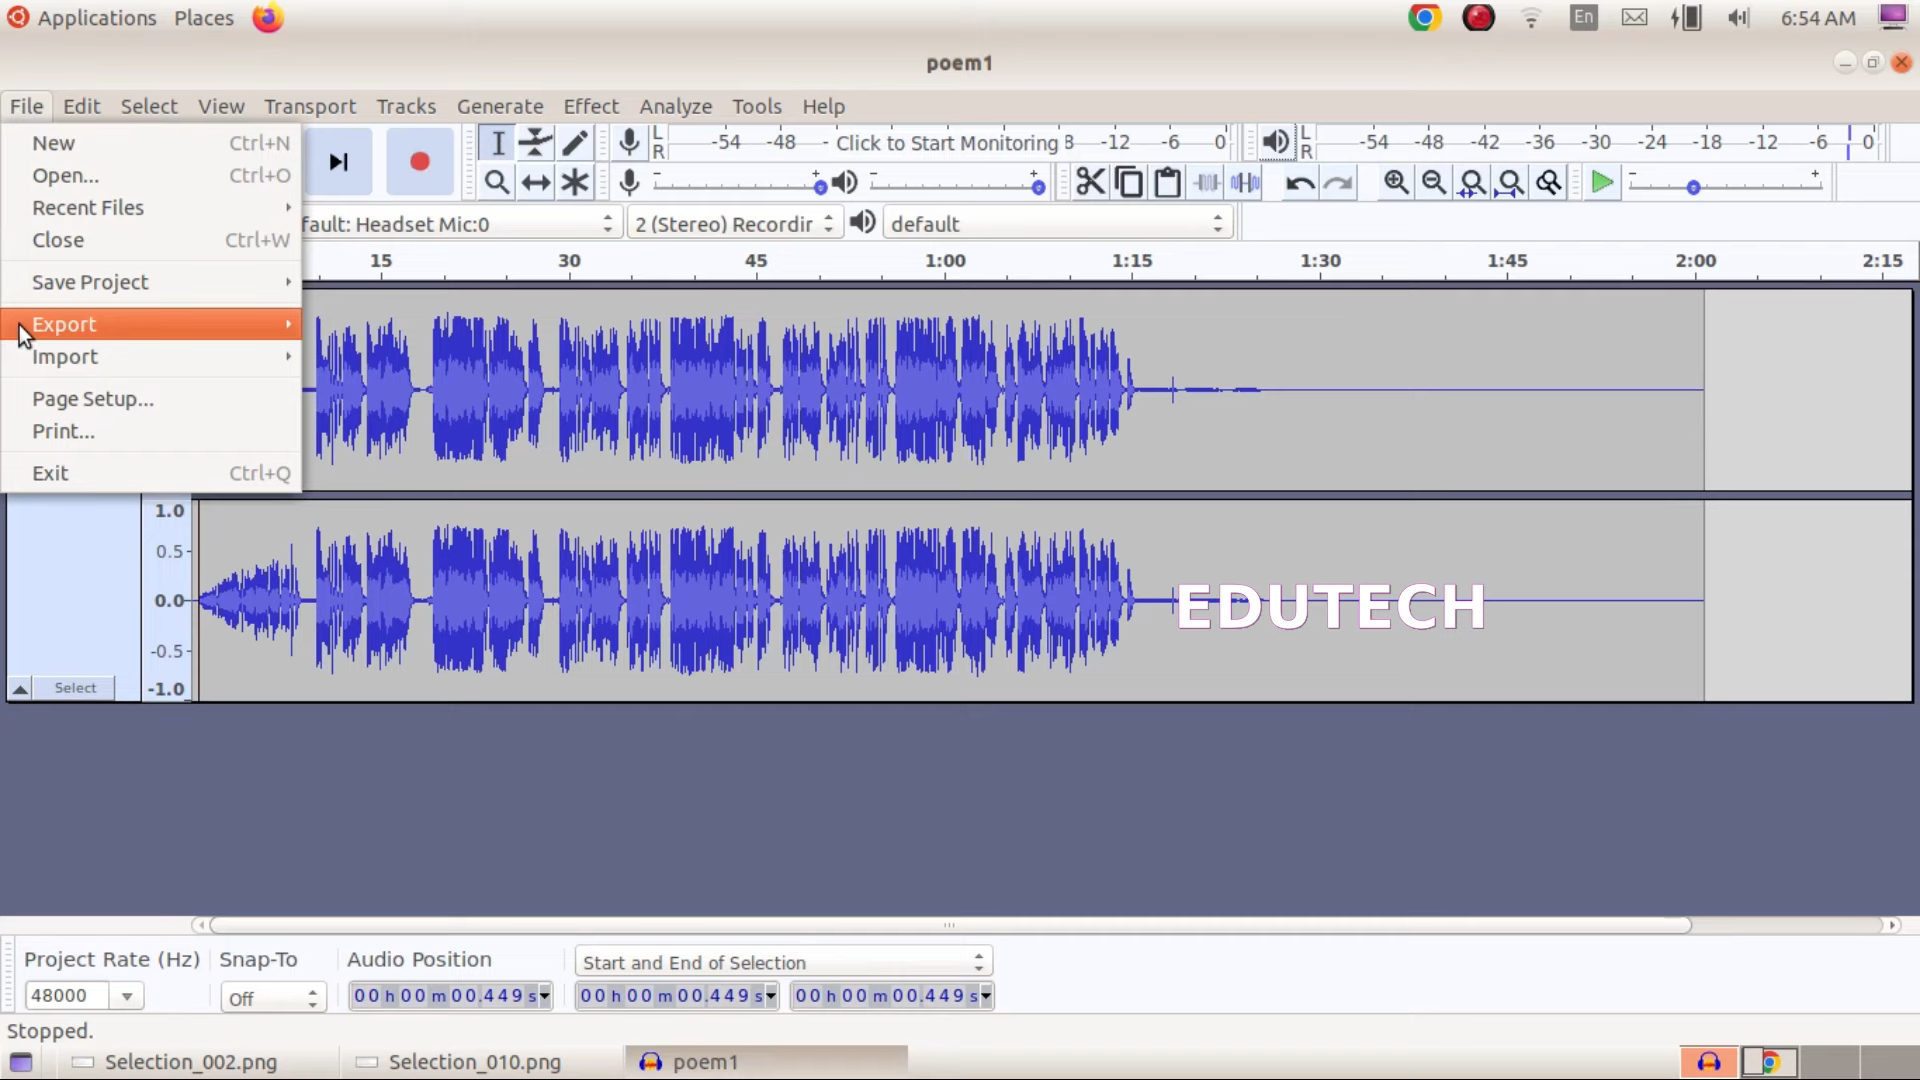 Applications Places En 6:54 AM
poem1
File Edit Select View Transport Tracks Generate Effect Analyze Tools Help
New Ctrl+N
Open... Ctrl+O
Recent Files
Close Ctrl+W
Save Project
Export
Import
Page Setup...
Print...
Exit Ctrl+Q
L R -54 -48 - Click to Start Monitoring 8 -12 -6 0
L R -54 -48 -42 -36 -30 -24 -18 -12 -6 0
- + - + - +
fault: Headset Mic:0 2 (Stereo) Recordir default
15 30 45 1:00 1:15 1:30 1:45 2:00 2:15
1.0
0.5
0.0
-0.5
-1.0
Select
EDUTECH
Project Rate (Hz) Snap-To Audio Position Start and End of Selection
48000 Off 00 h 00 m 00.449 s 00 h 00 m 00.449 s 00 h 00 m 00.449 s
Stopped.
Selection_002.png Selection_010.png poem1